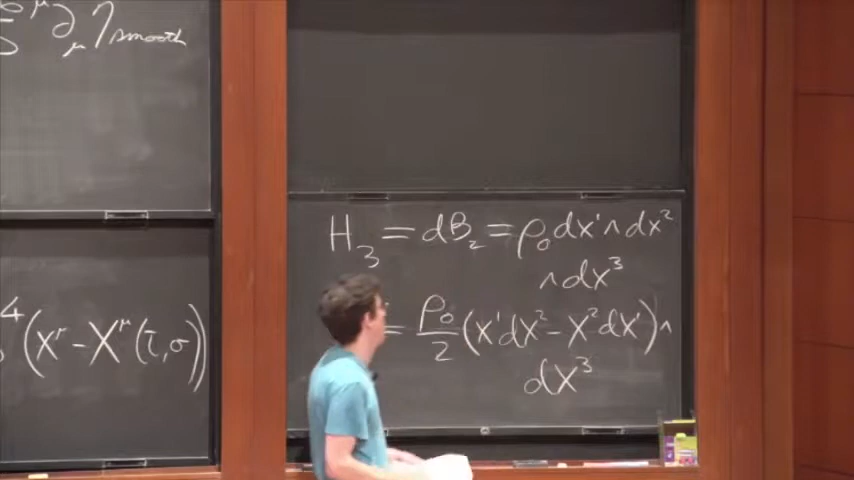 ∂_μ } smooth
4(X^μ - X^μ(τ, σ))
H_3 = dB_2 = ρ_0 dx^1 ∧ dx^2
∧ dx^3
= ρ_0/2 (x^1 dx^2 - x^2 dx^1) ∧
dx^3